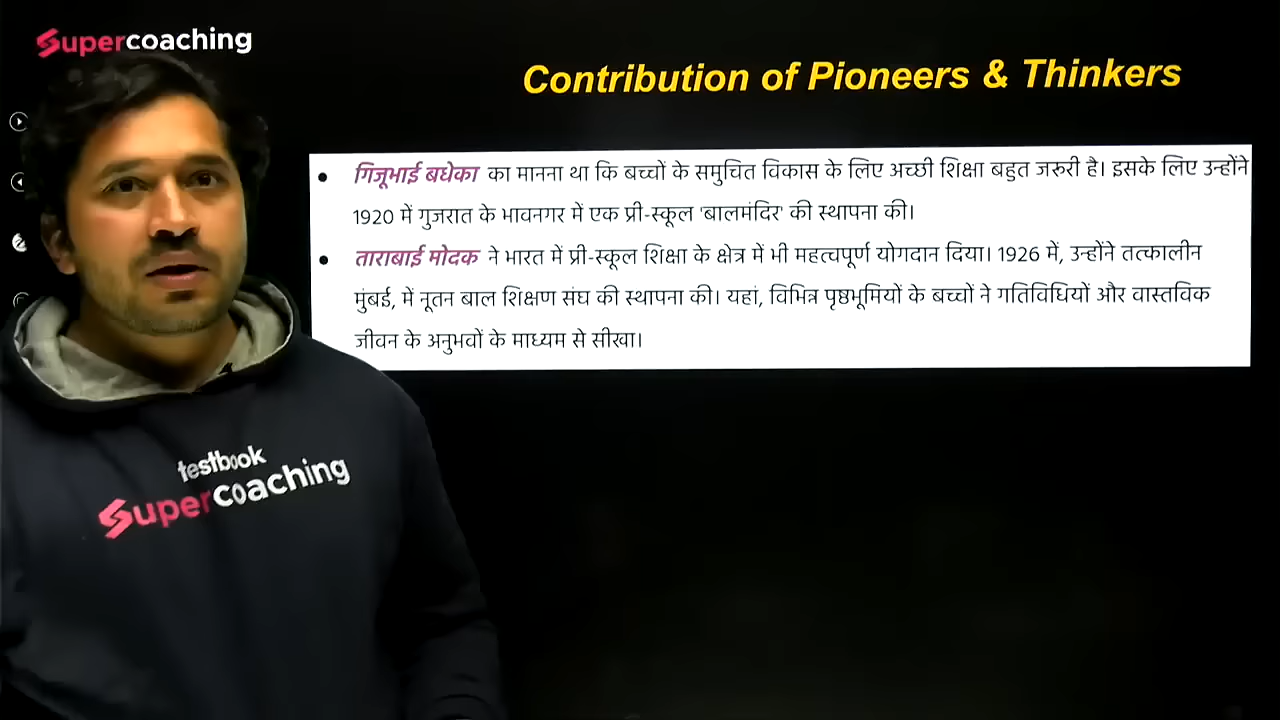 Supercoaching
Contribution of Pioneers & Thinkers
• गिजूभाई बधेका का मानना था कि बच्चों के समुचित विकास के लिए अच्छी शिक्षा बहुत जरूरी है। इसके लिए उन्होंने
1920 में गुजरात के भावनगर में एक प्री-स्कूल 'बालमंदिर' की स्थापना की।
• ताराबाई मोदक ने भारत में प्री-स्कूल शिक्षा के क्षेत्र में भी महत्वपूर्ण योगदान दिया। 1926 में, उन्होंने तत्कालीन
मुंबई, में नूतन बाल शिक्षण संघ की स्थापना की। यहां, विभिन्न पृष्ठभूमियों के बच्चों ने गतिविधियों और वास्तविक
जीवन के अनुभवों के माध्यम से सीखा।
testbook
Supercoaching